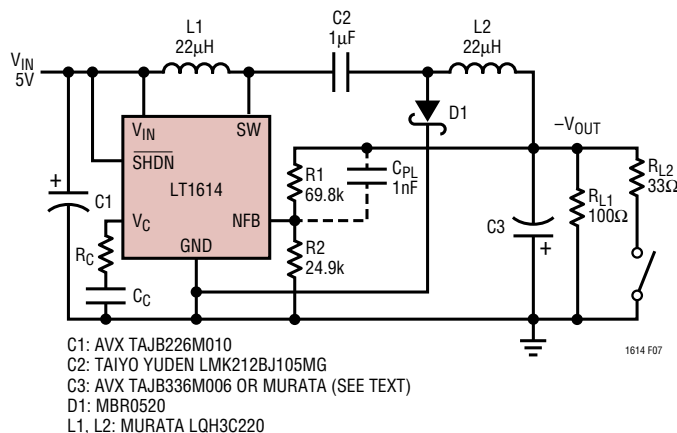 L1
22µH
C2
1µF
L2
22µH
VIN
5V
D1
–VOUT
VIN
SW
SHDN
LT1614
VC
NFB
GND
C1
+
RC
CC
R1
69.8k
CPL
1nF
R2
24.9k
C3
+
RL1
100Ω
RL2
33Ω
1614 F07
C1: AVX TAJB226M010
C2: TAIYO YUDEN LMK212BJ105MG
C3: AVX TAJB336M006 OR MURATA (SEE TEXT)
D1: MBR0520
L1, L2: MURATA LQH3C220